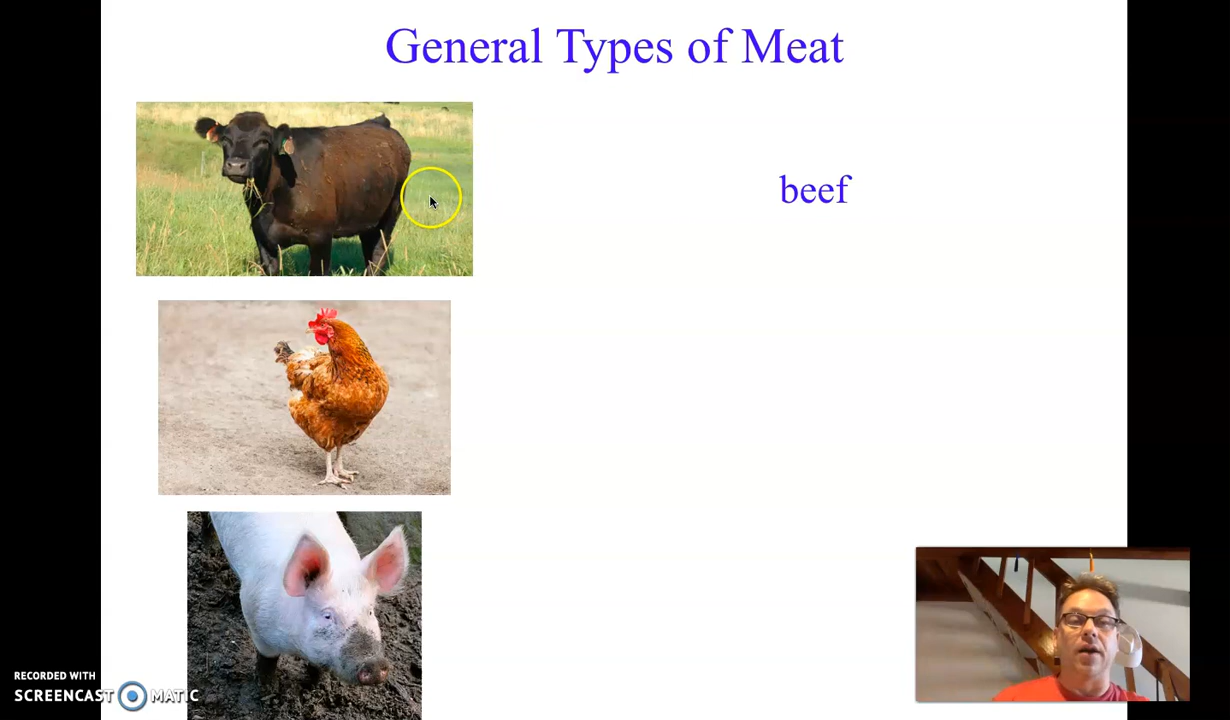 General Types of Meat
beef
RECORDED WITH
SCREENCAST MATIC